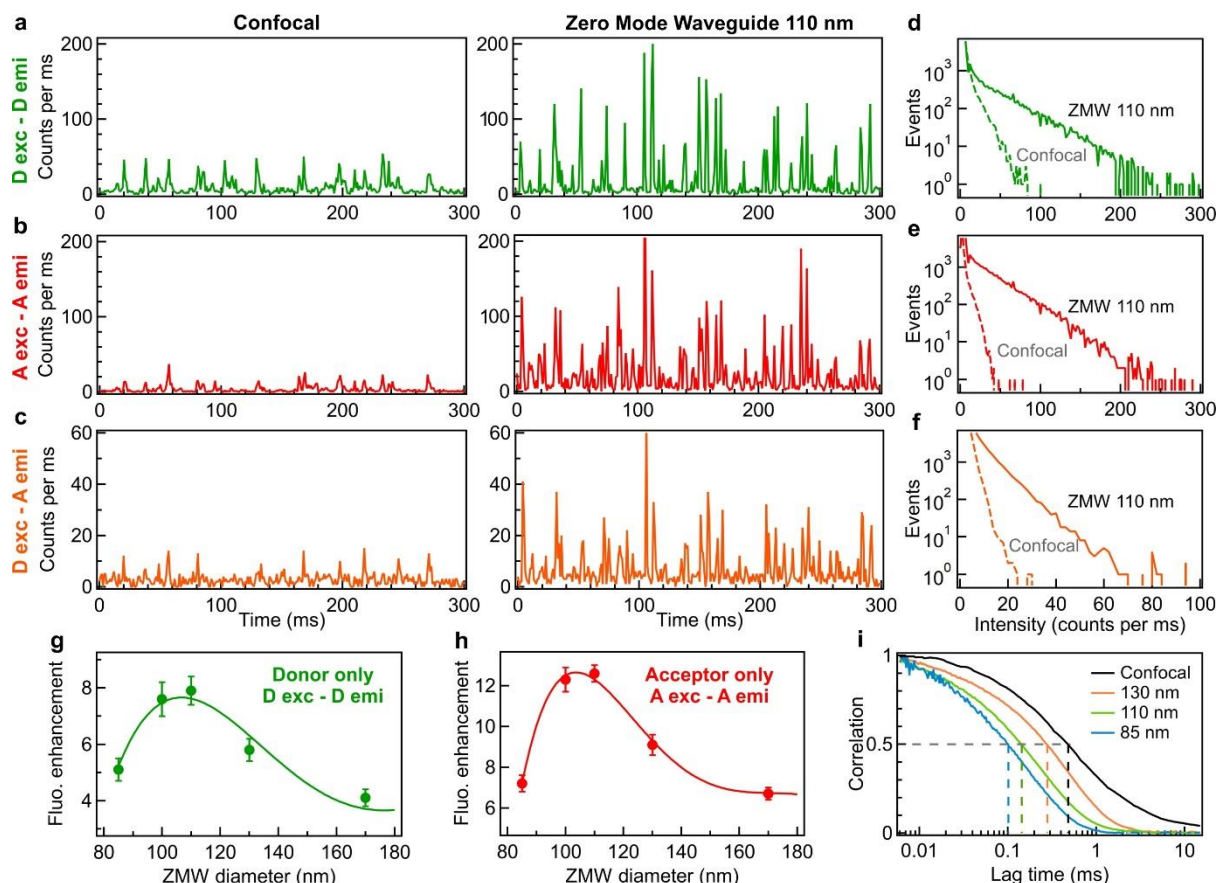 a
Confocal
Zero Mode Waveguide 110 nm
D exc - D emi
Counts per ms
200
100
0
0 100 200 300
200
100
0
0 100 200 300
d
Events
10³
10²
10¹
10⁰
ZMW 110 nm
Confocal
0 100 200 300
b
A exc - A emi
Counts per ms
200
100
0
0 100 200 300
200
100
0
0 100 200 300
e
Events
10³
10²
10¹
10⁰
ZMW 110 nm
Confocal
0 100 200 300
c
D exc - A emi
Counts per ms
60
40
20
0
0 100 200 300
Time (ms)
60
40
20
0
0 100 200 300
Time (ms)
f
Events
10³
10²
10¹
10⁰
ZMW 110 nm
Confocal
0 20 40 60 80 100
Intensity (counts per ms)
g
Fluo. enhancement
8
6
4
Donor only
D exc - D emi
80 100 120 140 160 180
ZMW diameter (nm)
h
Fluo. enhancement
12
10
8
6
Acceptor only
A exc - A emi
80 100 120 140 160 180
ZMW diameter (nm)
i
Correlation
1
0.5
0
Confocal
130 nm
110 nm
85 nm
0.01 0.1 1 10
Lag time (ms)